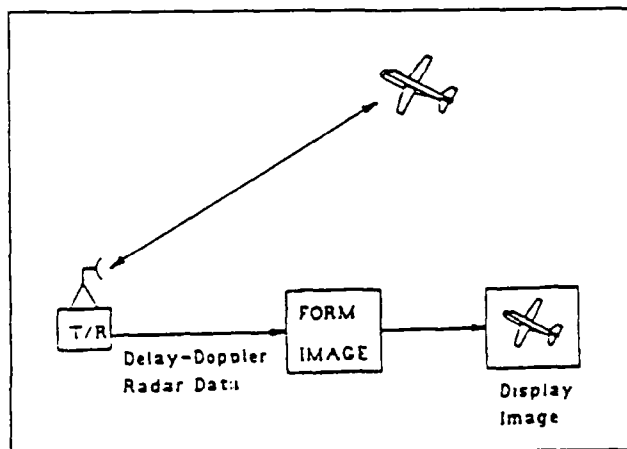 T/R
Delay-Doppler
Radar Data
FORM
IMAGE
Display
Image